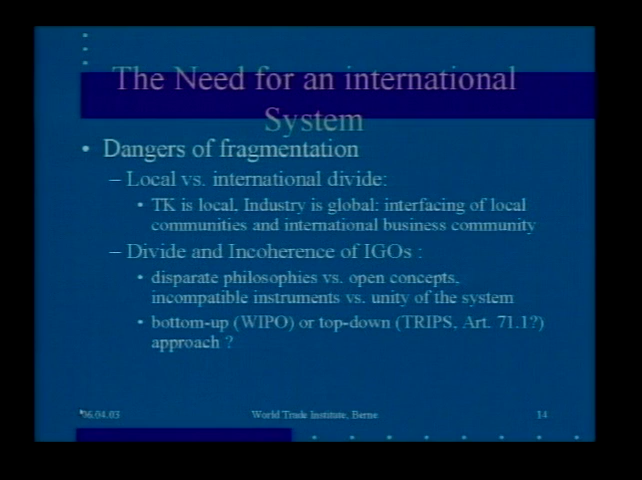 The Need for an international
System
• Dangers of fragmentation
– Local vs. international divide:
• TK is local, Industry is global: interfacing of local
communities and international business community
– Divide and Incoherence of IGOs :
• disparate philosophies vs. open concepts,
incompatible instruments vs. unity of the system
• bottom-up (WIPO) or top-down (TRIPS, Art. 71.1?)
approach ?
06.04.03 World Trade Institute, Berne 14